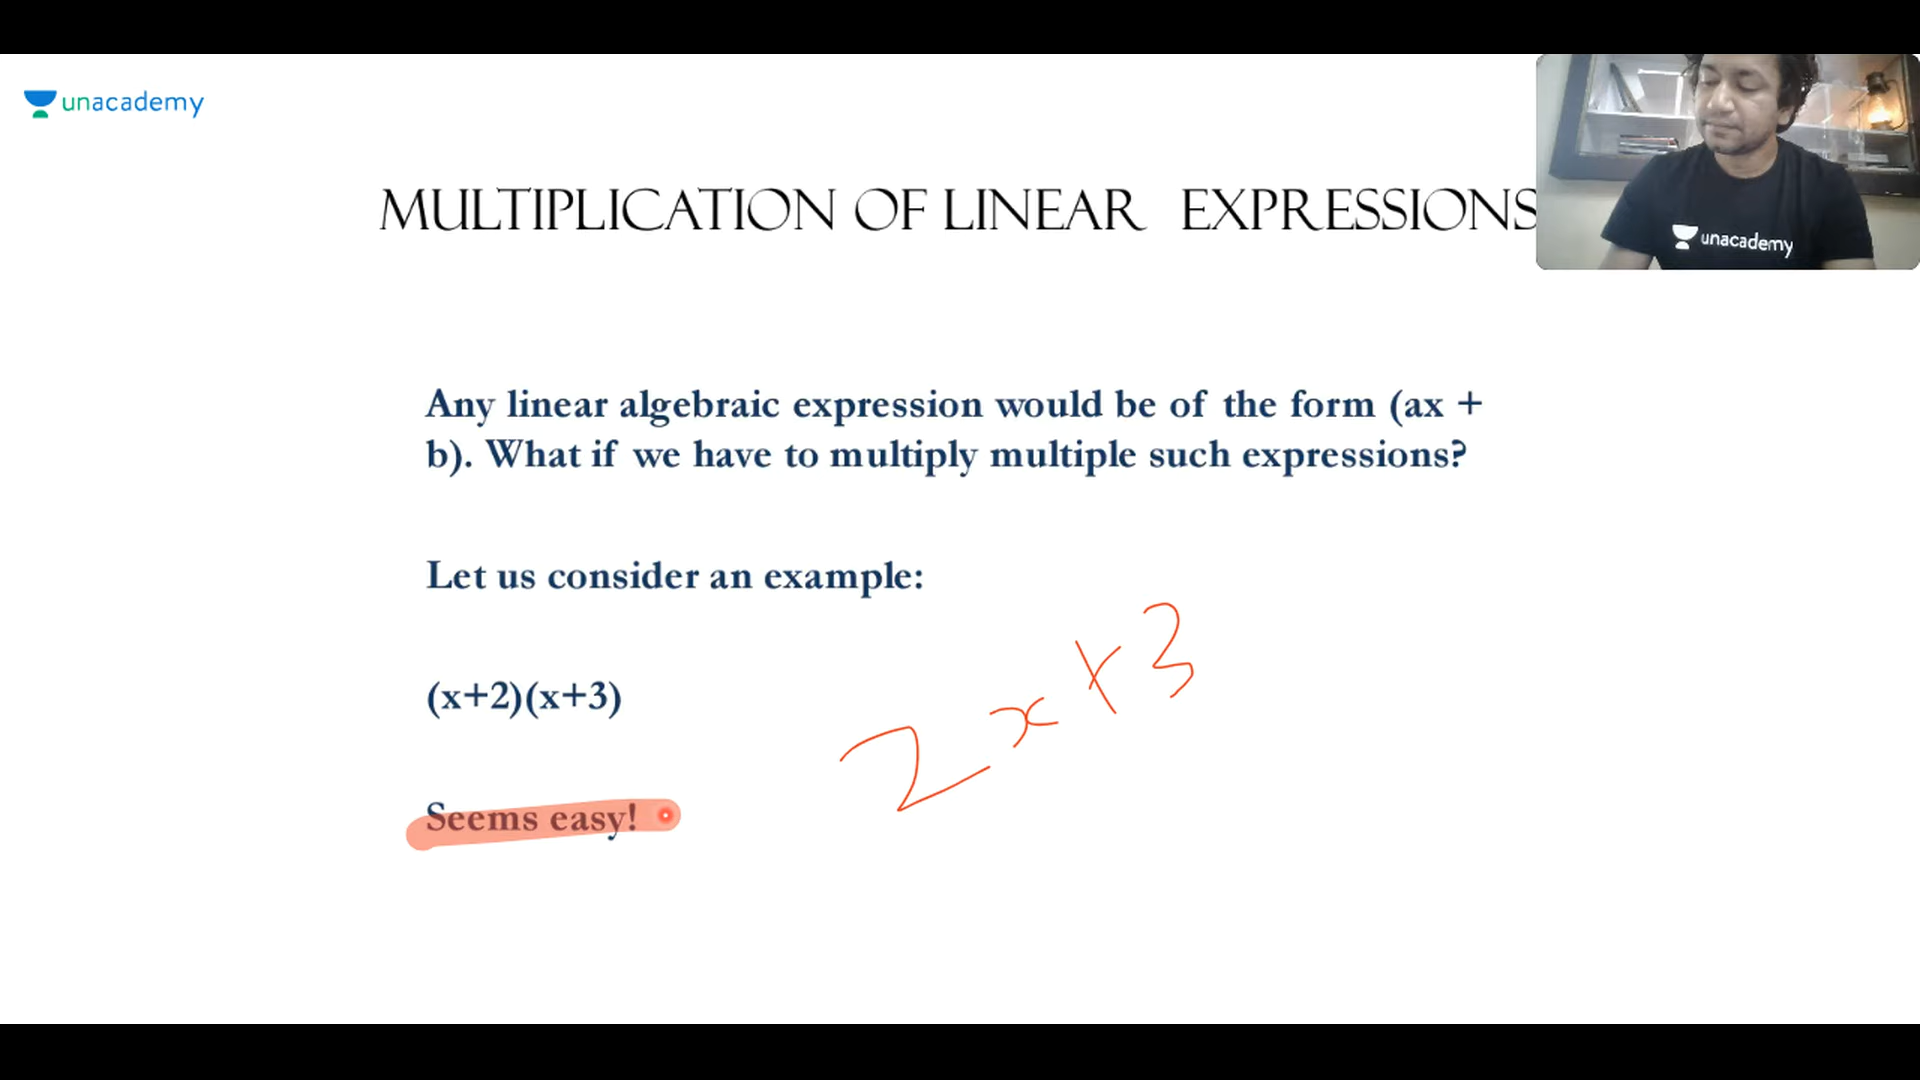 unacademy
MULTIPLICATION OF LINEAR EXPRESSIONS
unacademy
Any linear algebraic expression would be of the form (ax +
b). What if we have to multiply multiple such expressions?
Let us consider an example:
(x+2)(x+3)
2x+3
Seems easy!